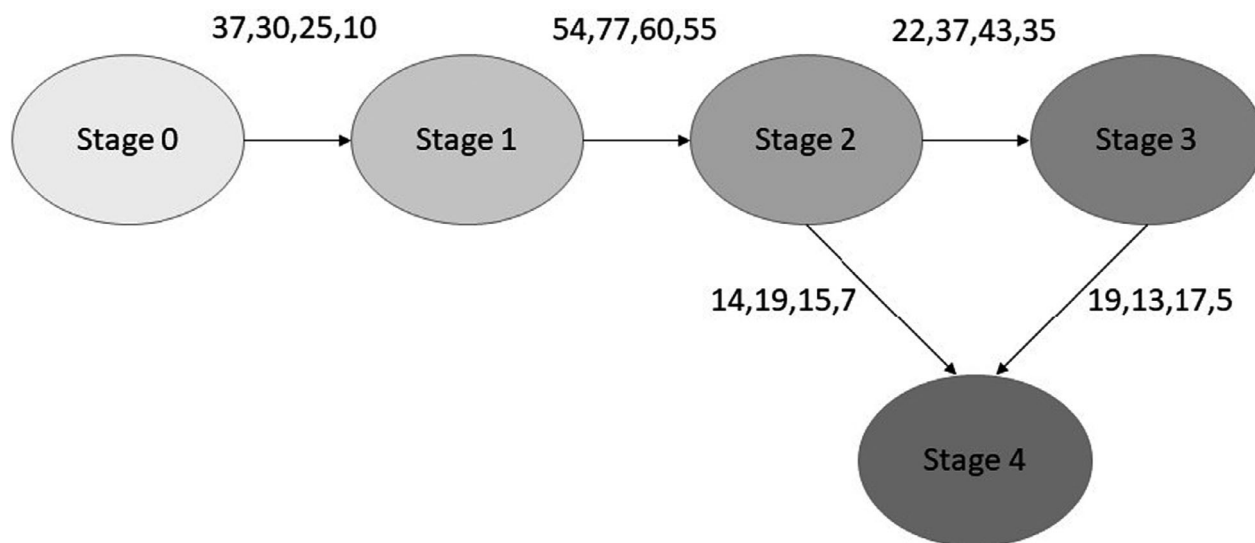 37,30,25,10
54,77,60,55
22,37,43,35
Stage 0
Stage 1
Stage 2
Stage 3
14,19,15,7
19,13,17,5
Stage 4